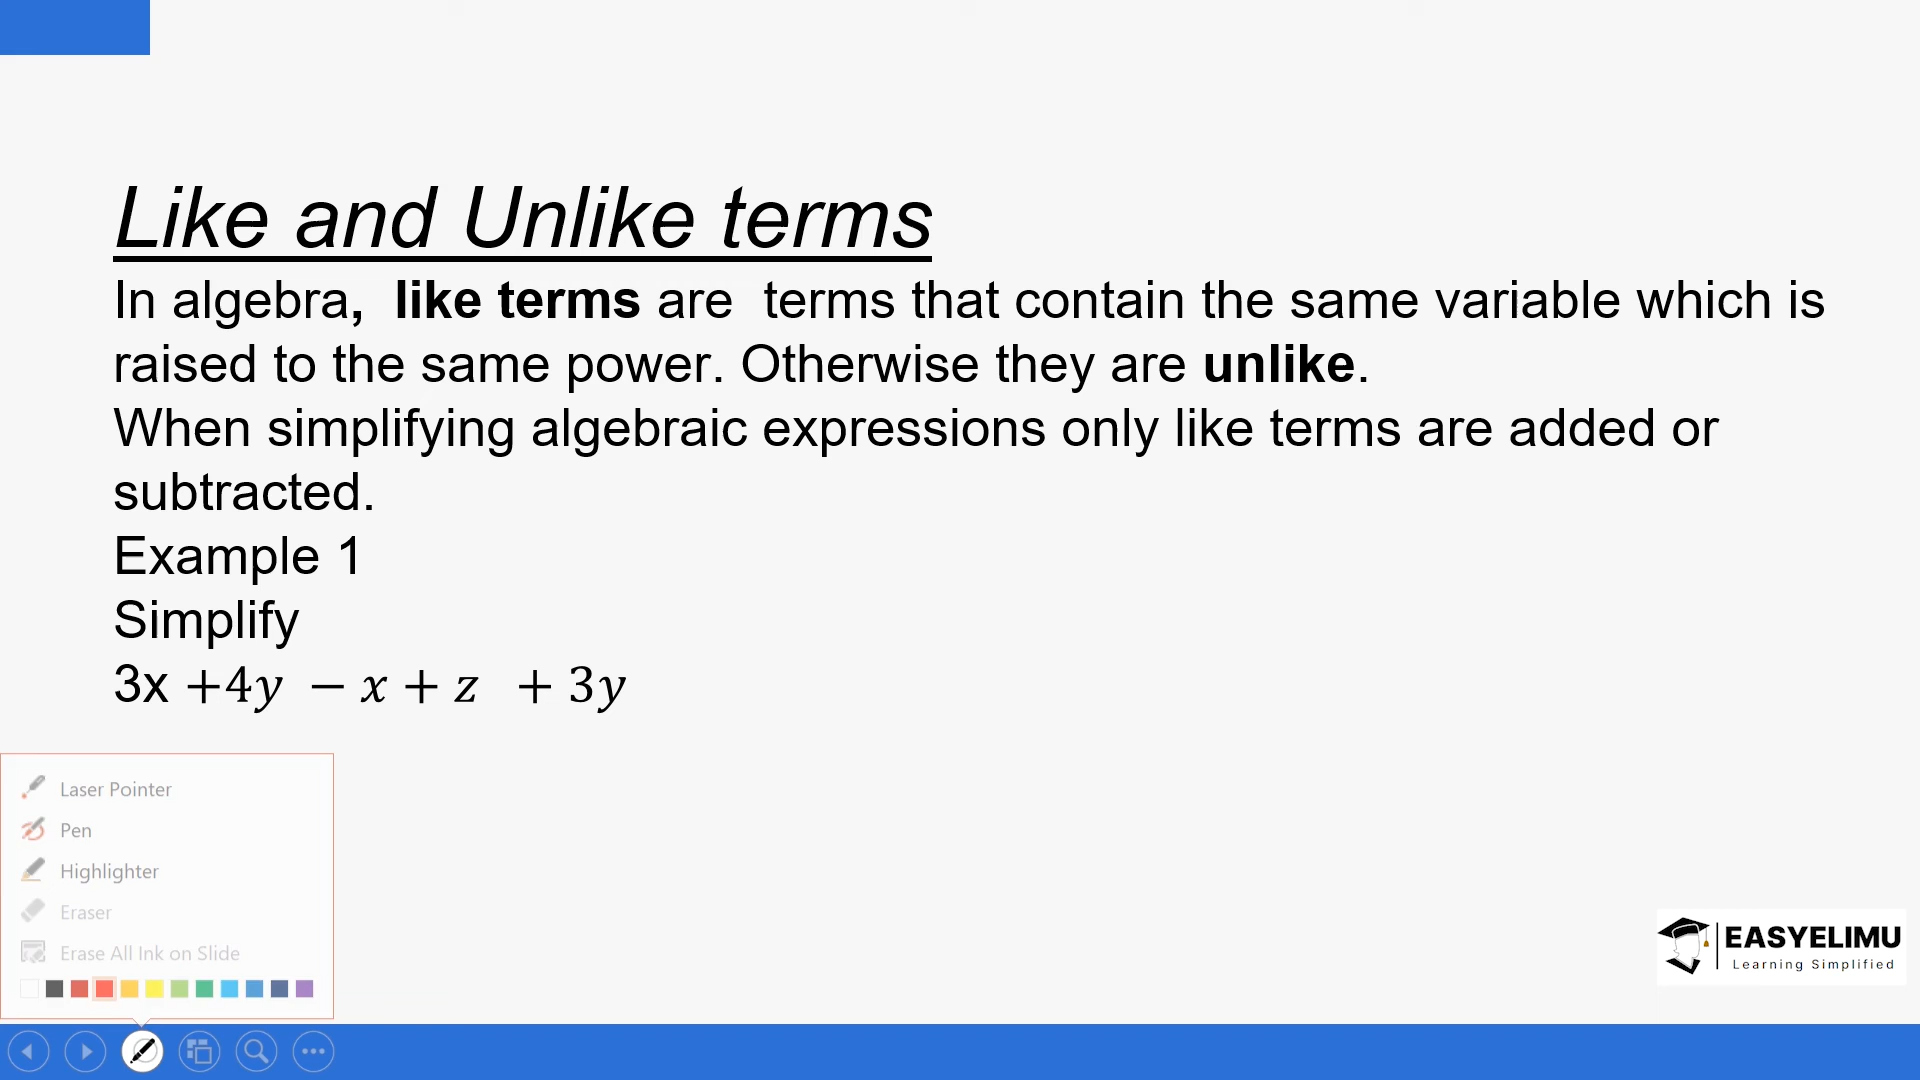 Like and Unlike terms
In algebra,  like terms are  terms that contain the same variable which is
raised to the same power. Otherwise they are unlike.
When simplifying algebraic expressions only like terms are added or
subtracted.
Example 1
Simplify
3x +4𝑦 − 𝑥 + 𝑧  + 3𝑦
Laser Pointer
Pen
Highlighter
Eraser
Erase All Ink on Slide
EASYELIMU
Learning Simplified